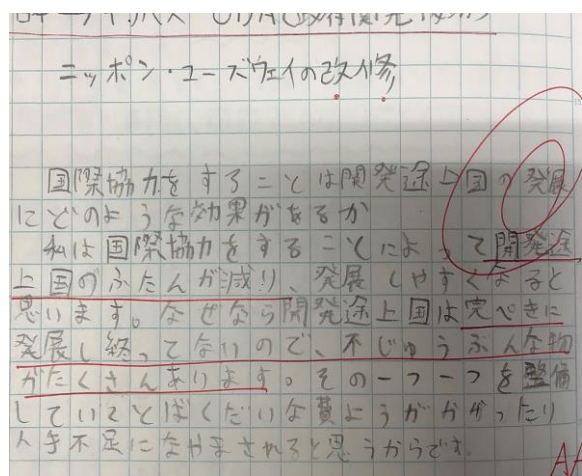 ODA(政府開発
ニッポン・ユーズウェイの改修
国際協力をすることは開発途上国の発展
にどのような効果があるか
私は国際協力をすることによって開発途
上国のふたんが減り、発展しやすくなると
思います。なぜなら開発途上国は完ぺきに
発展し終ってないので、不じゅうぶんな物
がたくさんあります。その一つ一つを整備
していくとばくだいな費ようがかかったり
人手不足になやまされると思うからです。